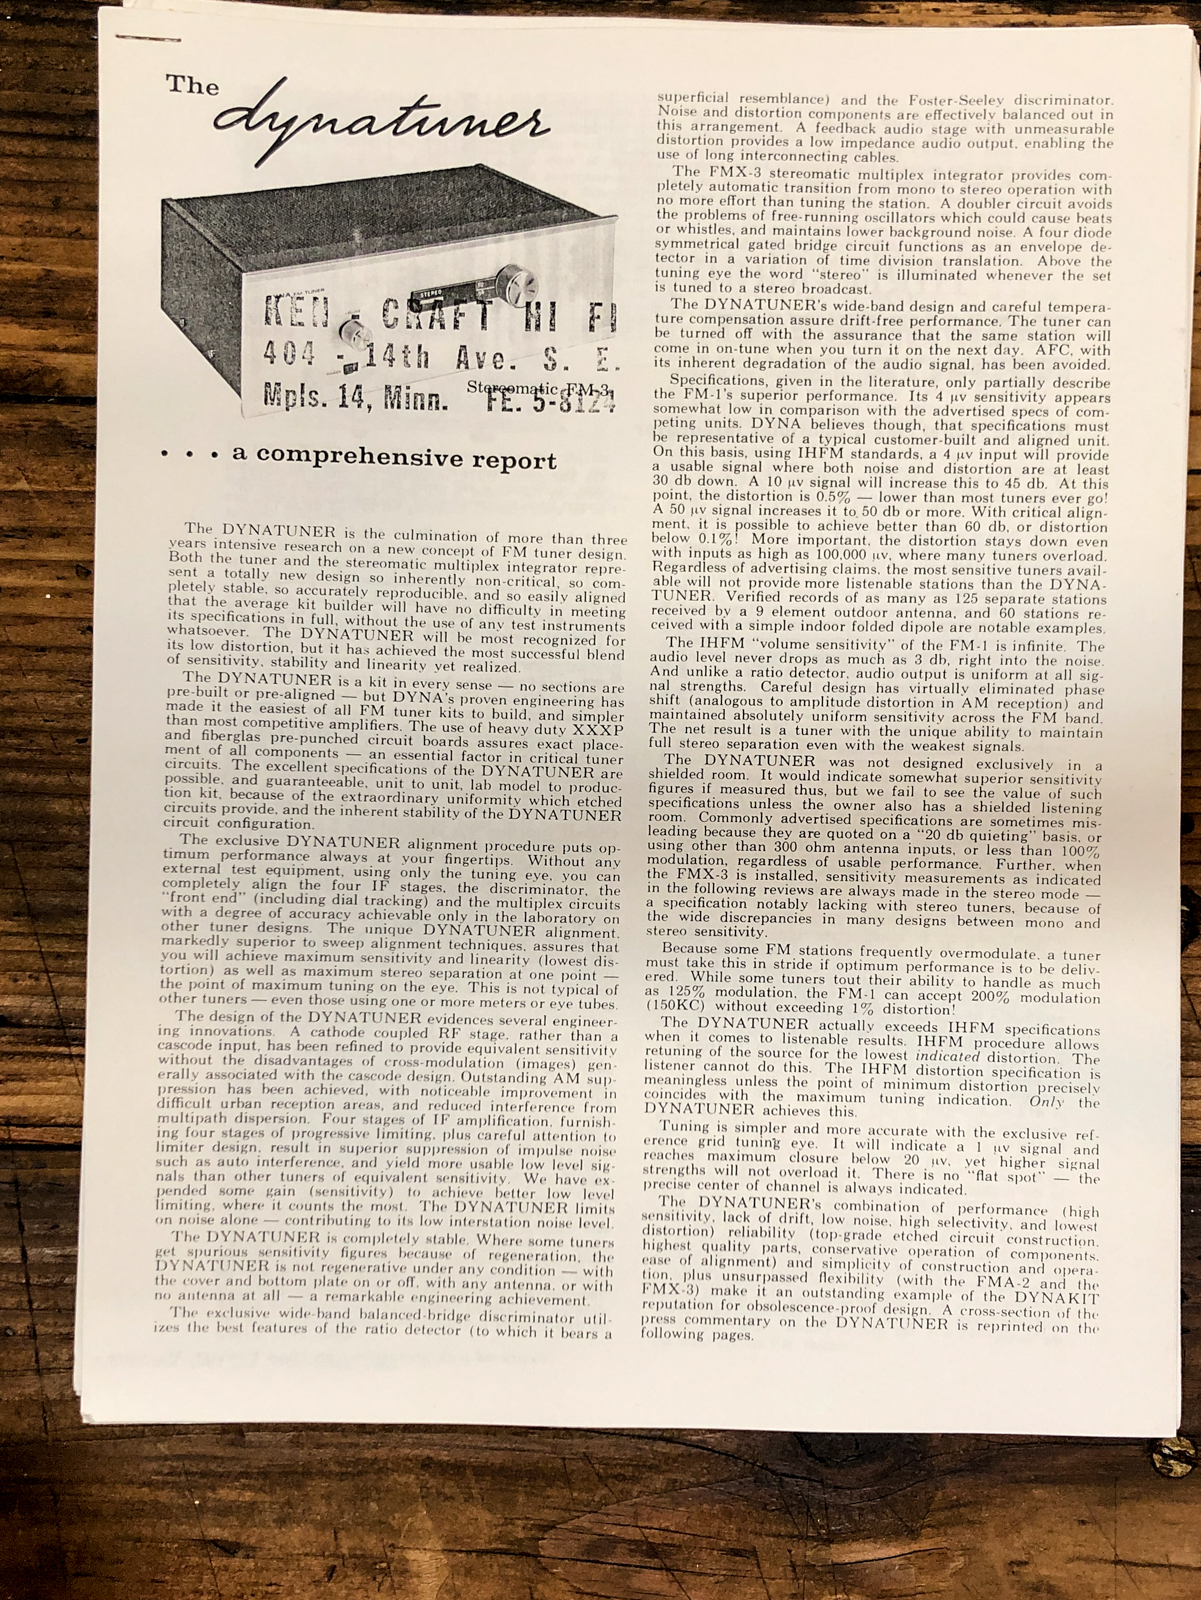 The
dynatuner
STEREO
KEN - CRAFT HI FI
404 - 14th Ave. S. E.
Stereomatic FM-3
Mpls. 14, Minn. FE. 5-8124
. . . a comprehensive report
The DYNATUNER is the culmination of more than three
years intensive research on a new concept of FM tuner design.
Both the tuner and the stereomatic multiplex integrator repre-
sent a totally new design so inherently non-critical, so com-
pletely stable, so accurately reproducible, and so easily aligned
that the average kit builder will have no difficulty in meeting
its specifications in full, without the use of any test instruments
whatsoever. The DYNATUNER will be most recognized for
its low distortion, but it has achieved the most successful blend
of sensitivity, stability and linearity yet realized.
The DYNATUNER is a kit in every sense — no sections are
pre-built or pre-aligned — but DYNA's proven engineering has
made it the easiest of all FM tuner kits to build, and simpler
than most competitive amplifiers. The use of heavy duty XXXP
and fiberglas pre-punched circuit boards assures exact place-
ment of all components — an essential factor in critical tuner
circuits. The excellent specifications of the DYNATUNER are
possible, and guaranteeable, unit to unit, lab model to produc-
tion kit, because of the extraordinary uniformity which etched
circuits provide, and the inherent stability of the DYNATUNER
circuit configuration.
The exclusive DYNATUNER alignment procedure puts op-
timum performance always at your fingertips. Without any
external test equipment, using only the tuning eye, you can
completely align the four IF stages, the discriminator, the
"front end" (including dial tracking) and the multiplex circuits
with a degree of accuracy achievable only in the laboratory on
other tuner designs. The unique DYNATUNER alignment,
markedly superior to sweep alignment techniques, assures that
you will achieve maximum sensitivity and linearity (lowest dis-
tortion) as well as maximum stereo separation at one point —
the point of maximum tuning on the eye. This is not typical of
other tuners — even those using one or more meters or eye tubes.
The design of the DYNATUNER evidences several engineer-
ing innovations. A cathode coupled RF stage, rather than a
cascode input, has been refined to provide equivalent sensitivity
without the disadvantages of cross-modulation (images) gen-
erally associated with the cascode design. Outstanding AM sup-
pression has been achieved, with noticeable improvement in
difficult urban reception areas, and reduced interference from
multipath dispersion. Four stages of IF amplification, furnish-
ing four stages of progressive limiting, plus careful attention to
limiter design, result in superior suppression of impulse noise
such as auto interference, and yield more usable low level sig-
nals than other tuners of equivalent sensitivity. We have ex-
pended some gain (sensitivity) to achieve better low level
limiting, where it counts the most. The DYNATUNER limits
on noise alone — contributing to its low interstation noise level.
The DYNATUNER is completely stable. Where some tuners
get spurious sensitivity figures because of regeneration, the
DYNATUNER is not regenerative under any condition — with
the cover and bottom plate on or off, with any antenna, or with
no antenna at all — a remarkable engineering achievement.
The exclusive wide-band balanced-bridge discriminator util-
izes the best features of the ratio detector (to which it bears a
superficial resemblance) and the Foster-Seeley discriminator.
Noise and distortion components are effectively balanced out in
this arrangement. A feedback audio stage with unmeasurable
distortion provides a low impedance audio output, enabling the
use of long interconnecting cables.
The FMX-3 stereomatic multiplex integrator provides com-
pletely automatic transition from mono to stereo operation with
no more effort than tuning the station. A doubler circuit avoids
the problems of free-running oscillators which could cause beats
or whistles, and maintains lower background noise. A four diode
symmetrical gated bridge circuit functions as an envelope de-
tector in a variation of time division translation. Above the
tuning eye the word "stereo" is illuminated whenever the set
is tuned to a stereo broadcast.
The DYNATUNER's wide-band design and careful tempera-
ture compensation assure drift-free performance. The tuner can
be turned off with the assurance that the same station will
come in on-tune when you turn it on the next day. AFC, with
its inherent degradation of the audio signal, has been avoided.
Specifications, given in the literature, only partially describe
the FM-1's superior performance. Its 4 μv sensitivity appears
somewhat low in comparison with the advertised specs of com-
peting units. DYNA believes though, that specifications must
be representative of a typical customer-built and aligned unit.
On this basis, using IHFM standards, a 4 μv input will provide
a usable signal where both noise and distortion are at least
30 db down. A 10 μv signal will increase this to 45 db. At this
point, the distortion is 0.5% — lower than most tuners ever go!
A 50 μv signal increases it to 50 db or more. With critical align-
ment, it is possible to achieve better than 60 db, or distortion
below 0.1%! More important, the distortion stays down even
with inputs as high as 100,000 μv, where many tuners overload.
Regardless of advertising claims, the most sensitive tuners avail-
able will not provide more listenable stations than the DYNA-
TUNER. Verified records of as many as 125 separate stations
received by a 9 element outdoor antenna, and 60 stations re-
ceived with a simple indoor folded dipole are notable examples.
The IHFM "volume sensitivity" of the FM-1 is infinite. The
audio level never drops as much as 3 db, right into the noise.
And unlike a ratio detector, audio output is uniform at all sig-
nal strengths. Careful design has virtually eliminated phase
shift (analogous to amplitude distortion in AM reception) and
maintained absolutely uniform sensitivity across the FM band.
The net result is a tuner with the unique ability to maintain
full stereo separation even with the weakest signals.
The DYNATUNER was not designed exclusively in a
shielded room. It would indicate somewhat superior sensitivity
figures if measured thus, but we fail to see the value of such
specifications unless the owner also has a shielded listening
room. Commonly advertised specifications are sometimes mis-
leading because they are quoted on a "20 db quieting" basis, or
using other than 300 ohm antenna inputs, or less than 100%
modulation, regardless of usable performance. Further, when
the FMX-3 is installed, sensitivity measurements as indicated
in the following reviews are always made in the stereo mode —
a specification notably lacking with stereo tuners, because of
the wide discrepancies in many designs between mono and
stereo sensitivity.
Because some FM stations frequently overmodulate, a tuner
must take this in stride if optimum performance is to be deliv-
ered. While some tuners tout their ability to handle as much
as 125% modulation, the FM-1 can accept 200% modulation
(150KC) without exceeding 1% distortion!
The DYNATUNER actually exceeds IHFM specifications
when it comes to listenable results. IHFM procedure allows
retuning of the source for the lowest indicated distortion. The
listener cannot do this. The IHFM distortion specification is
meaningless unless the point of minimum distortion precisely
coincides with the maximum tuning indication. Only the
DYNATUNER achieves this.
Tuning is simpler and more accurate with the exclusive ref-
erence grid tuning eye. It will indicate a 1 μv signal and
reaches maximum closure below 20 μv, yet higher signal
strengths will not overload it. There is no "flat spot" — the
precise center of channel is always indicated.
The DYNATUNER's combination of performance (high
sensitivity, lack of drift, low noise, high selectivity, and lowest
distortion) reliability (top-grade etched circuit construction,
highest quality parts, conservative operation of components,
ease of alignment) and simplicity of construction and opera-
tion, plus unsurpassed flexibility (with the FMA-2 and the
FMX-3) make it an outstanding example of the DYNAKIT
reputation for obsolescence-proof design. A cross-section of the
press commentary on the DYNATUNER is reprinted on the
following pages.